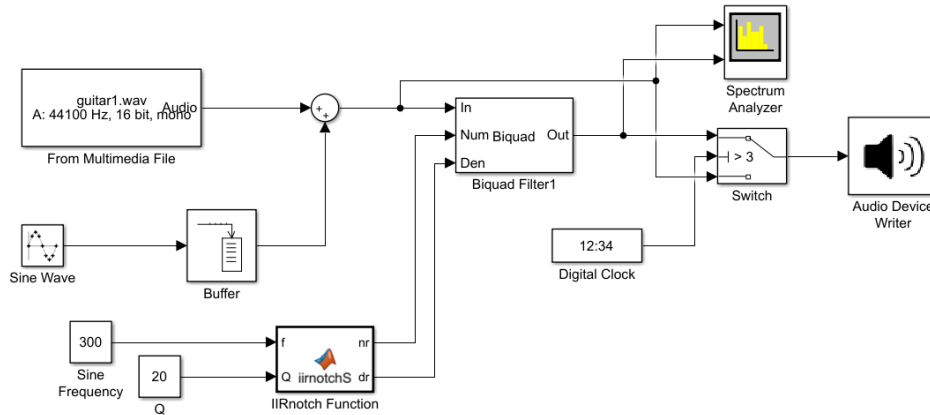 guitar1.wav
A: 44100 Hz, 16 bit, mono
Audio
From Multimedia File
+
+
In
Num
Den
Biquad
Out
Biquad Filter1
Spectrum
Analyzer
> 3
Switch
Audio Device
Writer
12:34
Digital Clock
Sine Wave
Buffer
300
Sine
Frequency
20
Q
f
Q
iirnotchS
nr
dr
IIRnotch Function